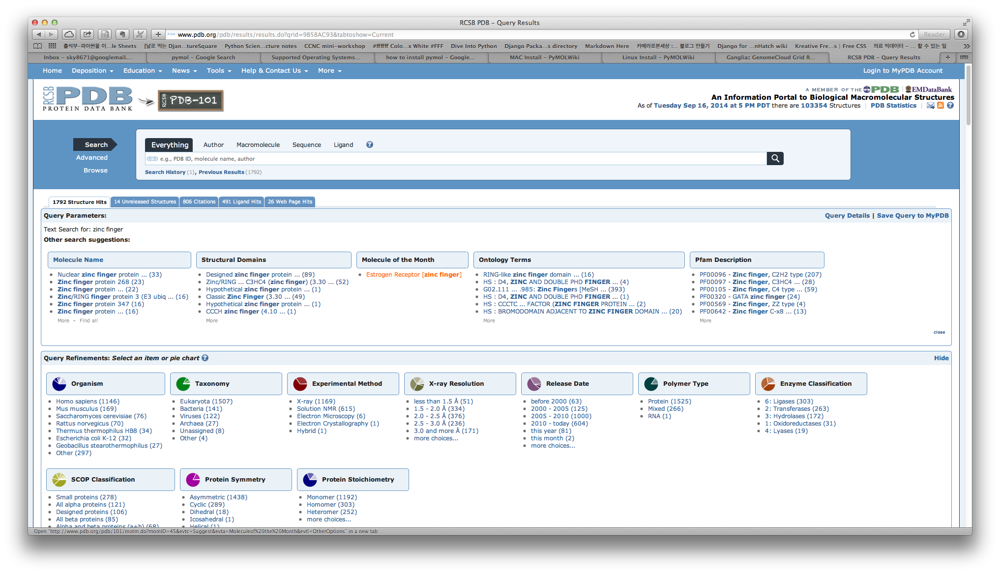 RCSB PDB – Query Results
www.pdb.org/pdb/results/results.do?qrid=9B58AC93&tabtoshow=Current
Reader
출석부-파이썬을 이...le Sheets [날로 먹는 Djan...tureSquare Python Scien...cture notes CCNC mini-workshop #ffffff Colo...x White #FFF Dive Into Python Django Packa...s directory Markdown Here 카메라로본세상 :... 블로그 만들기 Django for ...nHatch wiki Kreative Fre...s | Free CSS 의료 빅데이터 – ... 할 수 있는 일
Inbox – sky8671@googlemail.... pymol – Google Search Supported Operating Systems... how to install pymol – Google... MAC Install – PyMOLWiki Linux Install – PyMOLWiki Ganglia:: GenomeCloud Grid R... RCSB PDB – Query Results
Home Deposition Education News Tools Help & Contact Us More Login to MyPDB Account
RCSB PDB
PROTEIN DATA BANK
RCSB PDB-101
A MEMBER OF THE PDB | EMDataBank
An Information Portal to Biological Macromolecular Structures
As of Tuesday Sep 16, 2014 at 5 PM PDT there are 103354 Structures | PDB Statistics |
Search
Advanced
Browse
Everything Author Macromolecule Sequence Ligand
e.g., PDB ID, molecule name, author
Search History (1), Previous Results (1792)
1792 Structure Hits 14 Unreleased Structures 806 Citations 491 Ligand Hits 26 Web Page Hits
Query Parameters: Query Details | Save Query to MyPDB
Text Search for: zinc finger
Other search suggestions:
Molecule Name
Nuclear zinc finger protein ... (33)
Zinc finger protein 268 (23)
Zinc finger protein ... (22)
Zinc/RING finger protein 3 (E3 ubiq ... (16)
Zinc finger protein 347 (16)
Zinc finger protein ... (16)
More - Find all
Structural Domains
Designed zinc finger protein ... (89)
Zinc/RING ... C3HC4 (zinc finger) (3.30 ... (52)
Hypothetical zinc finger protein ... (1)
Classic Zinc Finger (3.30 ... (49)
Hypothetical zinc finger protein ... (1)
CCCH zinc finger (4.10 ... (1)
More
Molecule of the Month
Estrogen Receptor [zinc finger]
Ontology Terms
RING-like zinc finger domain ... (16)
HS : D4, ZINC AND DOUBLE PHD FINGER ... (4)
G02.111 ... .985: Zinc Fingers [MeSH ... (393)
HS : D4, ZINC AND DOUBLE PHD FINGER ... (1)
HS : CCCTC ... FACTOR (ZINC FINGER PROTEIN ... (2)
HS : BROMODOMAIN ADJACENT TO ZINC FINGER DOMAIN ... (20)
More
Pfam Description
PF00096 - Zinc finger, C2H2 type (207)
PF00097 - Zinc finger, C3HC4 ... (28)
PF00105 - Zinc finger, C4 type ... (59)
PF00320 - GATA zinc finger (24)
PF00569 - Zinc finger, ZZ type (4)
PF00642 - Zinc finger C-x8 ... (13)
More
close
Query Refinements: Select an item or pie chart Hide
Organism
Homo sapiens (1146)
Mus musculus (169)
Saccharomyces cerevisiae (76)
Rattus norvegicus (70)
Thermus thermophilus HB8 (34)
Escherichia coli K-12 (32)
Geobacillus stearothermophilus (27)
Other (297)
Taxonomy
Eukaryota (1507)
Bacteria (141)
Viruses (122)
Archaea (27)
Unassigned (8)
Other (4)
Experimental Method
X-ray (1169)
Solution NMR (615)
Electron Microscopy (6)
Electron Crystallography (1)
Hybrid (1)
X-ray Resolution
less than 1.5 Å (51)
1.5 - 2.0 Å (334)
2.0 - 2.5 Å (376)
2.5 - 3.0 Å (236)
3.0 and more Å (171)
more choices...
Release Date
before 2000 (63)
2000 - 2005 (125)
2005 - 2010 (1000)
2010 - today (604)
this year (81)
this month (2)
more choices...
Polymer Type
Protein (1525)
Mixed (266)
RNA (1)
Enzyme Classification
6: Ligases (303)
2: Transferases (263)
3: Hydrolases (172)
1: Oxidoreductases (31)
4: Lyases (19)
SCOP Classification
Small proteins (278)
All alpha proteins (121)
Designed proteins (106)
All beta proteins (85)
Alpha and beta proteins (a+b) (68)
Protein Symmetry
Asymmetric (1438)
Cyclic (289)
Dihedral (18)
Icosahedral (1)
Helical (1)
Protein Stoichiometry
Monomer (1192)
Homomer (303)
Heteromer (252)
more choices...
Open "http://www.pdb.org/pdb/101/motm.do?momID=45&evtc=Suggest&evta=Moleculeof%20the%20Month&evtl=OtherOptions" in a new tab